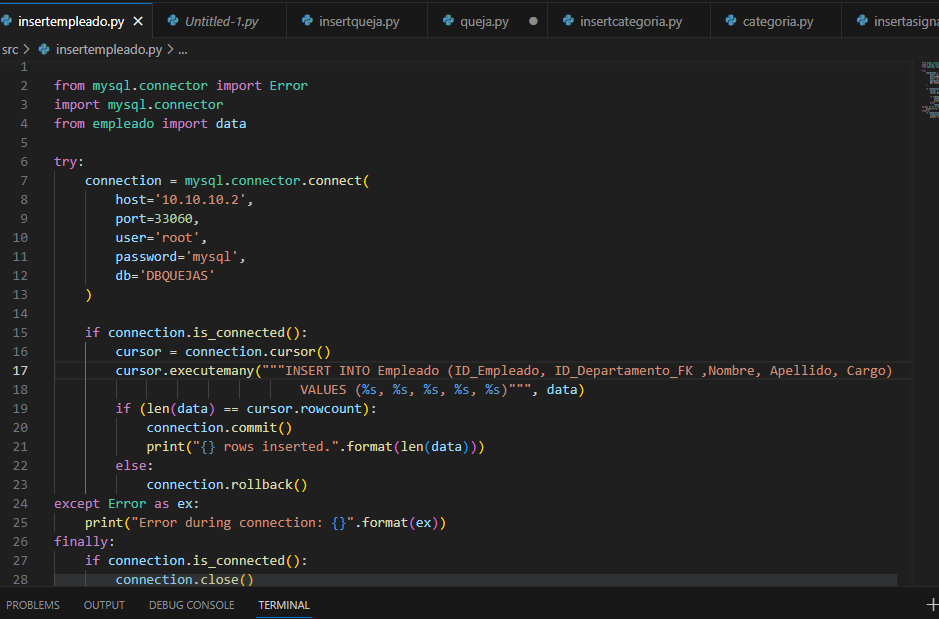 insertempleado.py
Untitled-1.py
insertqueja.py
queja.py
insertcategoria.py
categoria.py
insertasigna
src > insertempleado.py > ...
1
2 from mysql.connector import Error
3 import mysql.connector
4 from empleado import data
5
6 try:
7 connection = mysql.connector.connect(
8 host='10.10.10.2',
9 port=33060,
10 user='root',
11 password='mysql',
12 db='DBQUEJAS'
13 )
14
15 if connection.is_connected():
16 cursor = connection.cursor()
17 cursor.executemany("""INSERT INTO Empleado (ID_Empleado, ID_Departamento_FK ,Nombre, Apellido, Cargo)
18 VALUES (%s, %s, %s, %s, %s)""", data)
19 if (len(data) == cursor.rowcount):
20 connection.commit()
21 print("{} rows inserted.".format(len(data)))
22 else:
23 connection.rollback()
24 except Error as ex:
25 print("Error during connection: {}".format(ex))
26 finally:
27 if connection.is_connected():
28 connection.close()
PROBLEMS OUTPUT DEBUG CONSOLE TERMINAL